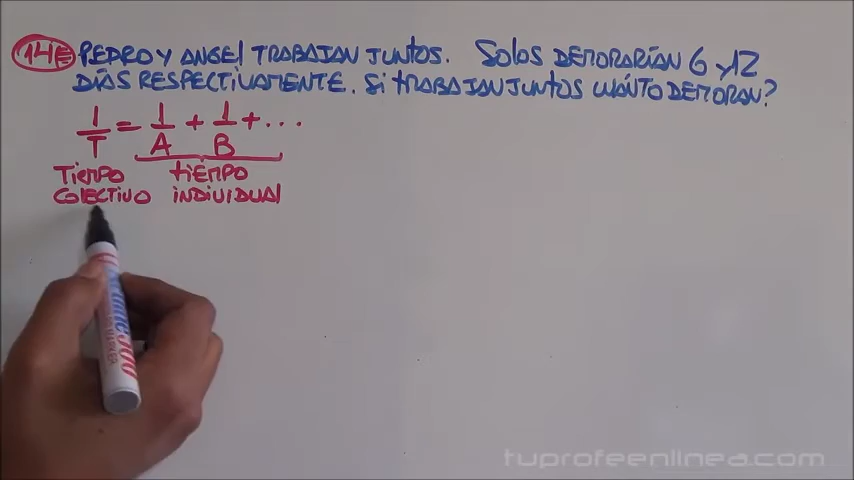 14E PEDRO Y ANGEL TRABAJAN JUNTOS. SOLOS DEMORARÍAN 6 y 12
DÍAS RESPECTIVAMENTE. Si TRABAJAN JUNTOS CUÁNTO DEMORAN?
1/T = 1/A + 1/B + ...
TIEMPO tiEMPO
COLECTIVO iNDIVIDUAL
tuprofeenlinea.com